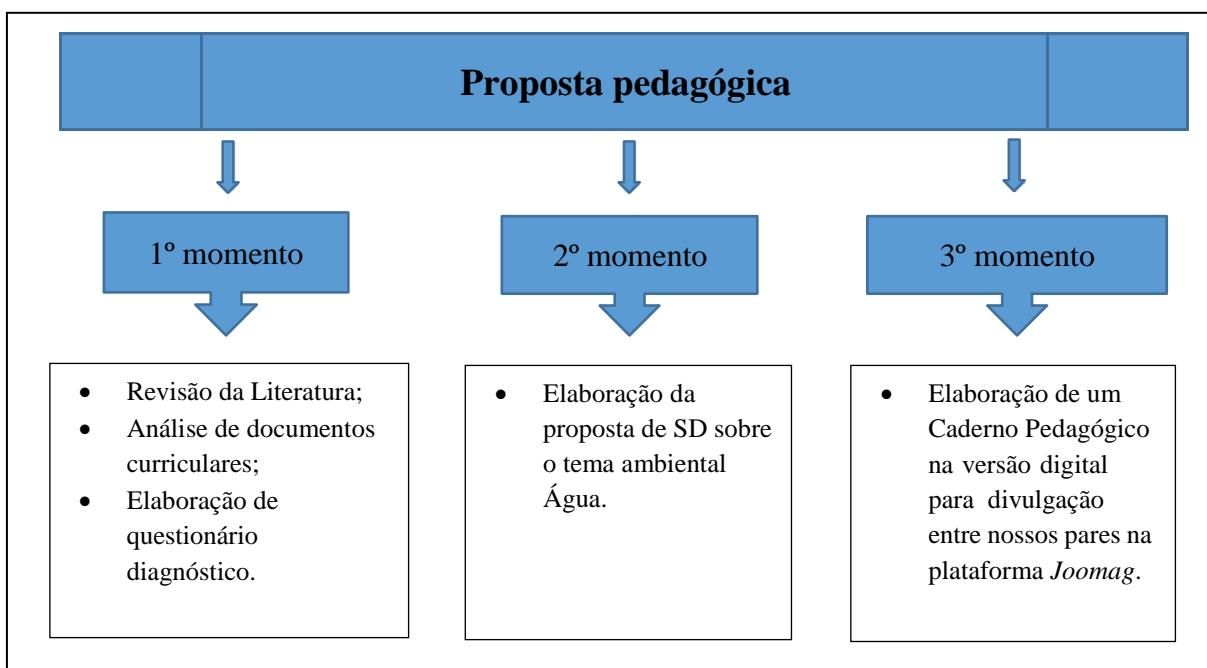 Proposta pedagógica
1º momento
2º momento
3º momento
• Revisão da Literatura;
• Análise de documentos
curriculares;
• Elaboração de
questionário
diagnóstico.
• Elaboração da
proposta de SD sobre
o tema ambiental
Água.
• Elaboração de um
Caderno Pedagógico
na versão digital
para divulgação
entre nossos pares na
plataforma Joomag.